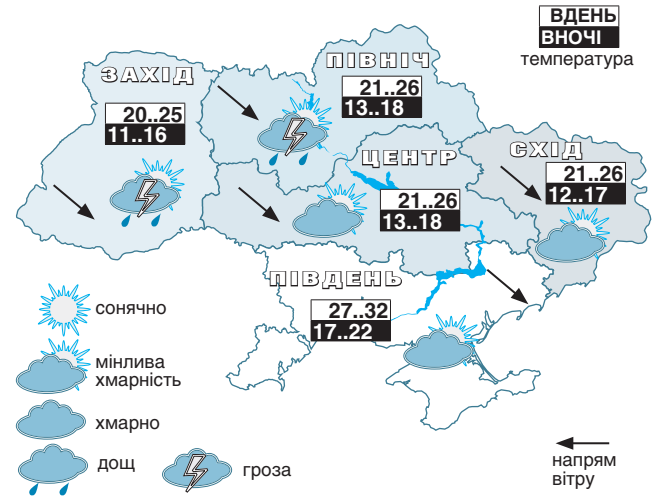 ВДЕНЬ
ВНОЧІ
температура
ЗАХІД
20..25
11..16
ПІВНІЧ
21..26
13..18
ЦЕНТР
21..26
13..18
СХІД
21..26
12..17
ПІВДЕНЬ
27..32
17..22
сонячно
мінлива
хмарність
хмарно
дощ
гроза
напрям
вітру